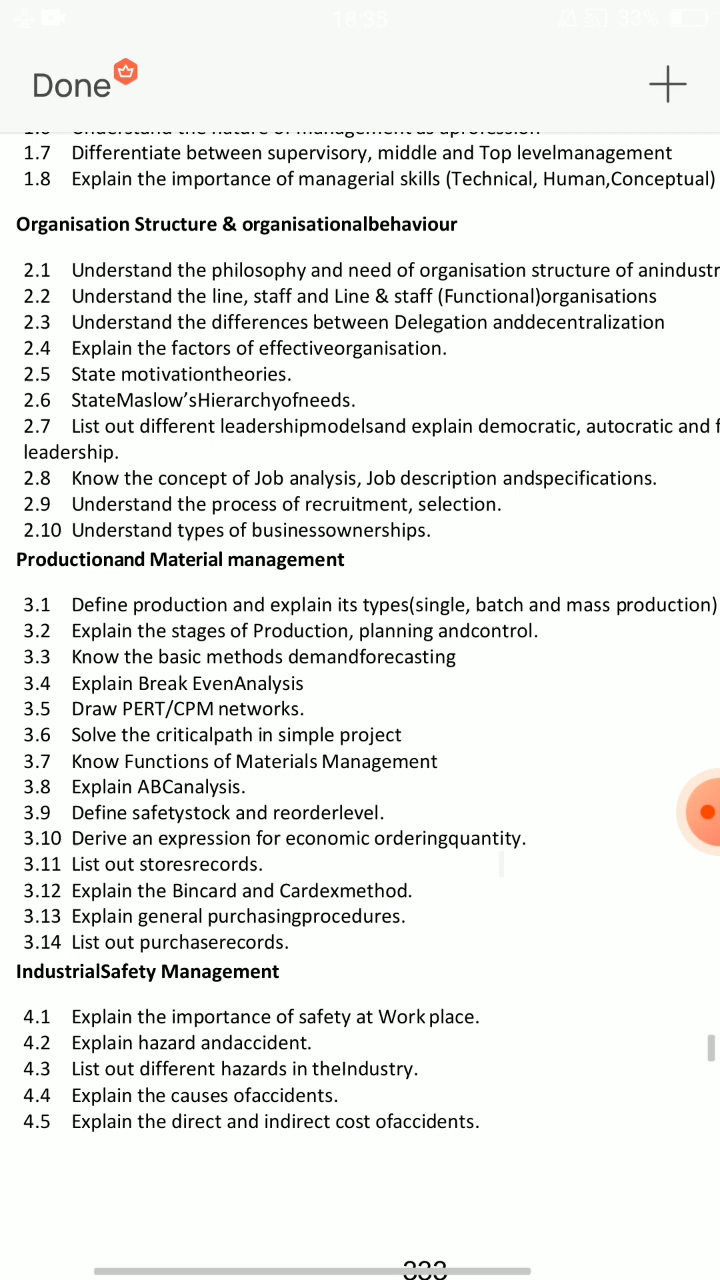 18:35
33%
Done
1.7 Differentiate between supervisory, middle and Top levelmanagement
1.8 Explain the importance of managerial skills (Technical, Human,Conceptual)
Organisation Structure & organisationalbehaviour
2.1 Understand the philosophy and need of organisation structure of anindustr
2.2 Understand the line, staff and Line & staff (Functional)organisations
2.3 Understand the differences between Delegation anddecentralization
2.4 Explain the factors of effectiveorganisation.
2.5 State motivationtheories.
2.6 StateMaslow’sHierarchyofneeds.
2.7 List out different leadershipmodelsand explain democratic, autocratic and f
leadership.
2.8 Know the concept of Job analysis, Job description andspecifications.
2.9 Understand the process of recruitment, selection.
2.10 Understand types of businessownerships.
Productionand Material management
3.1 Define production and explain its types(single, batch and mass production)
3.2 Explain the stages of Production, planning andcontrol.
3.3 Know the basic methods demandforecasting
3.4 Explain Break EvenAnalysis
3.5 Draw PERT/CPM networks.
3.6 Solve the criticalpath in simple project
3.7 Know Functions of Materials Management
3.8 Explain ABCanalysis.
3.9 Define safetystock and reorderlevel.
3.10 Derive an expression for economic orderingquantity.
3.11 List out storesrecords.
3.12 Explain the Bincard and Cardexmethod.
3.13 Explain general purchasingprocedures.
3.14 List out purchaserecords.
IndustrialSafety Management
4.1 Explain the importance of safety at Work place.
4.2 Explain hazard andaccident.
4.3 List out different hazards in theIndustry.
4.4 Explain the causes ofaccidents.
4.5 Explain the direct and indirect cost ofaccidents.